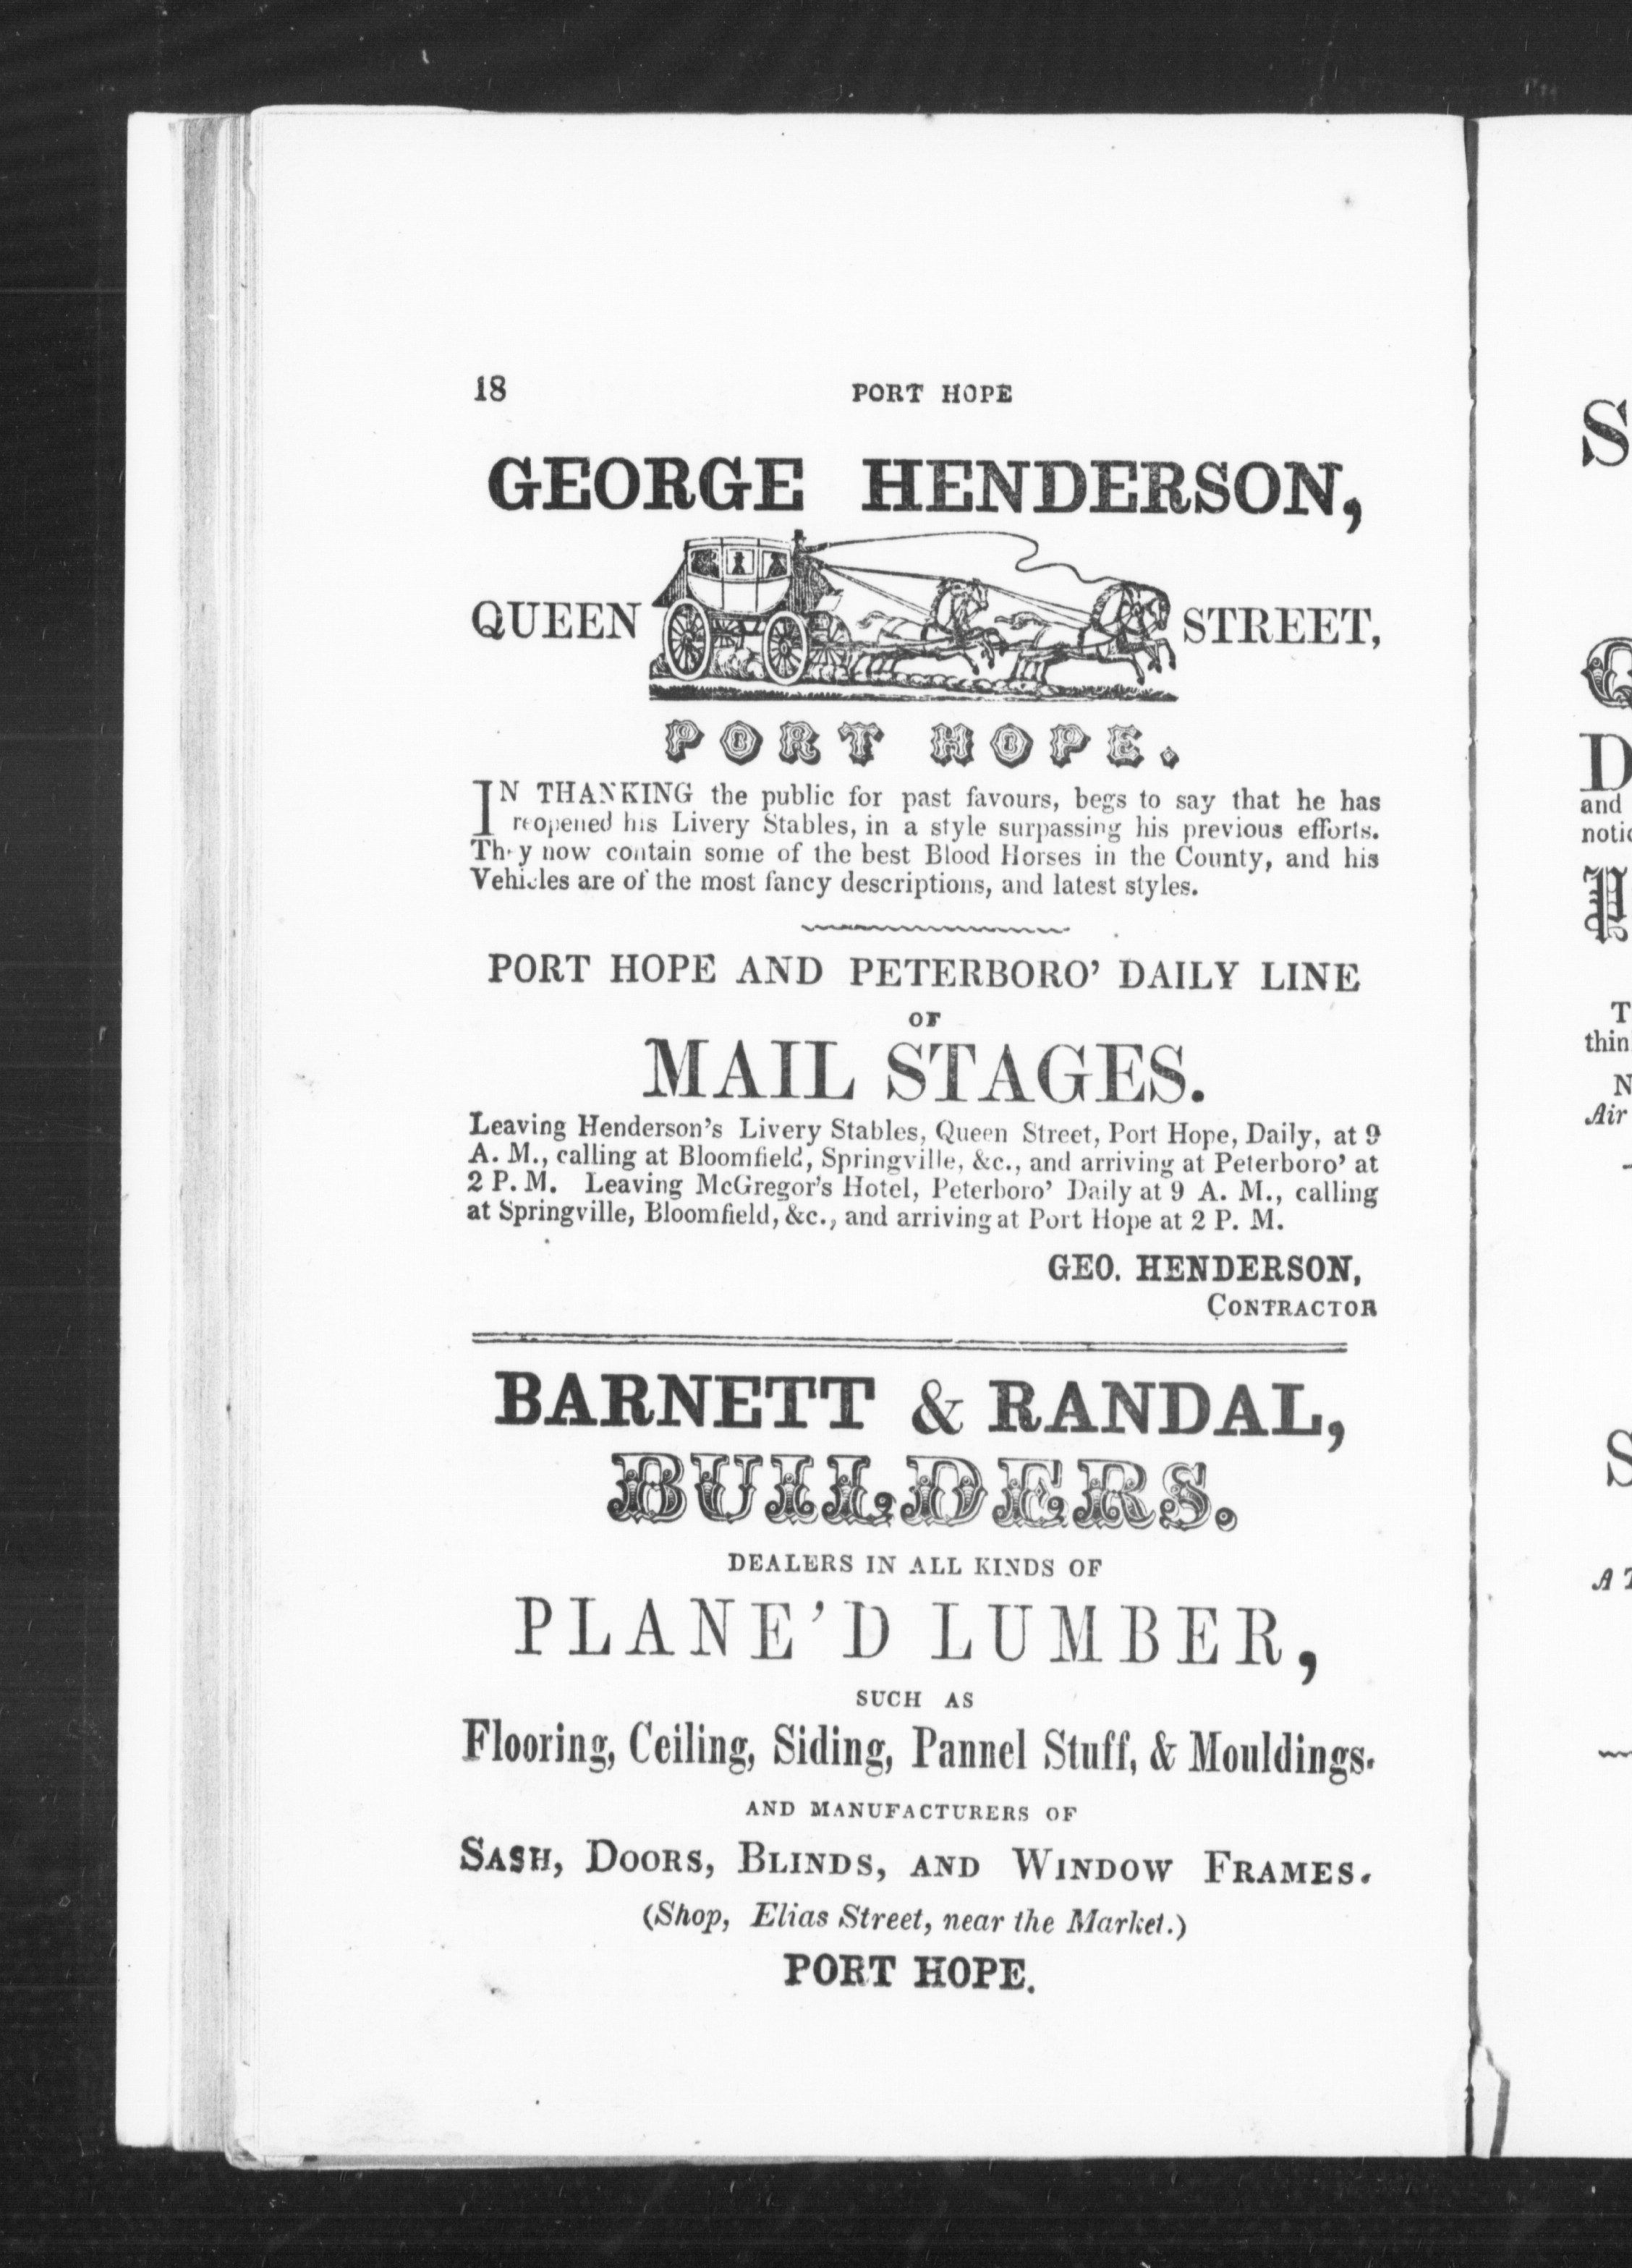 18 PORT HOPE
GEORGE HENDERSON,
QUEEN STREET,
PORT HOPE.
IN THANKING the public for past favours, begs to say that he has
reopened his Livery Stables, in a style surpassing his previous efforts.
They now contain some of the best Blood Horses in the County, and his
Vehicles are of the most fancy descriptions, and latest styles.
PORT HOPE AND PETERBORO' DAILY LINE
OF
MAIL STAGES.
Leaving Henderson's Livery Stables, Queen Street, Port Hope, Daily, at 9
A. M., calling at Bloomfield, Springville, &c., and arriving at Peterboro' at
2 P. M. Leaving McGregor's Hotel, Peterboro' Daily at 9 A. M., calling
at Springville, Bloomfield, &c., and arriving at Port Hope at 2 P. M.
GEO. HENDERSON,
CONTRACTOR
BARNETT & RANDAL,
BUILDERS.
DEALERS IN ALL KINDS OF
PLANE'D LUMBER,
SUCH AS
Flooring, Ceiling, Siding, Pannel Stuff, & Mouldings.
AND MANUFACTURERS OF
SASH, DOORS, BLINDS, AND WINDOW FRAMES.
(Shop, Elias Street, near the Market.)
PORT HOPE.
and
Air